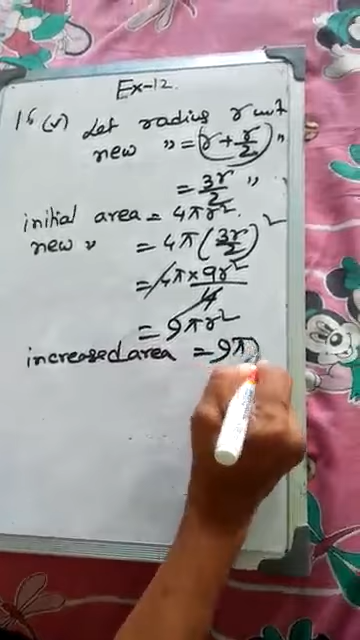 Ex-12.
16 (v) Let radius r unit
new " = (r + r/2) "
= 3r/2 "
initial area = 4πr².
new " = 4π(3r/2)²
= 4π × 9r²/4
= 9πr²
increased area = 9π